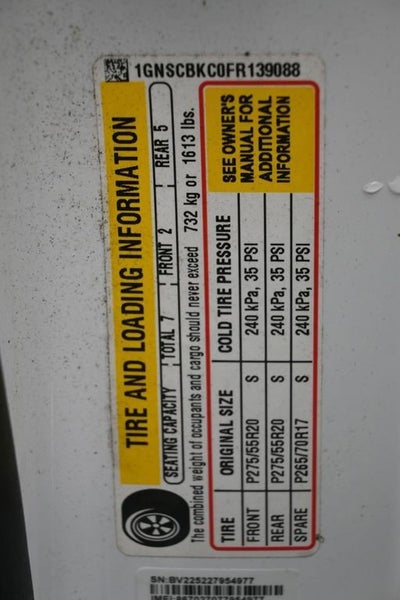 1GNSCBKC0FR139088
TIRE AND LOADING INFORMATION
SEATING CAPACITY TOTAL 7 FRONT 2 REAR 5
The combined weight of occupants and cargo should never exceed 732 kg or 1613 lbs.
TIRE ORIGINAL SIZE COLD TIRE PRESSURE
FRONT P275/55R20 S 240 kPa, 35 PSI
REAR P275/55R20 S 240 kPa, 35 PSI
SPARE P265/70R17 S 240 kPa, 35 PSI
SEE OWNER'S
MANUAL FOR
ADDITIONAL
INFORMATION
SN:BV225227954977